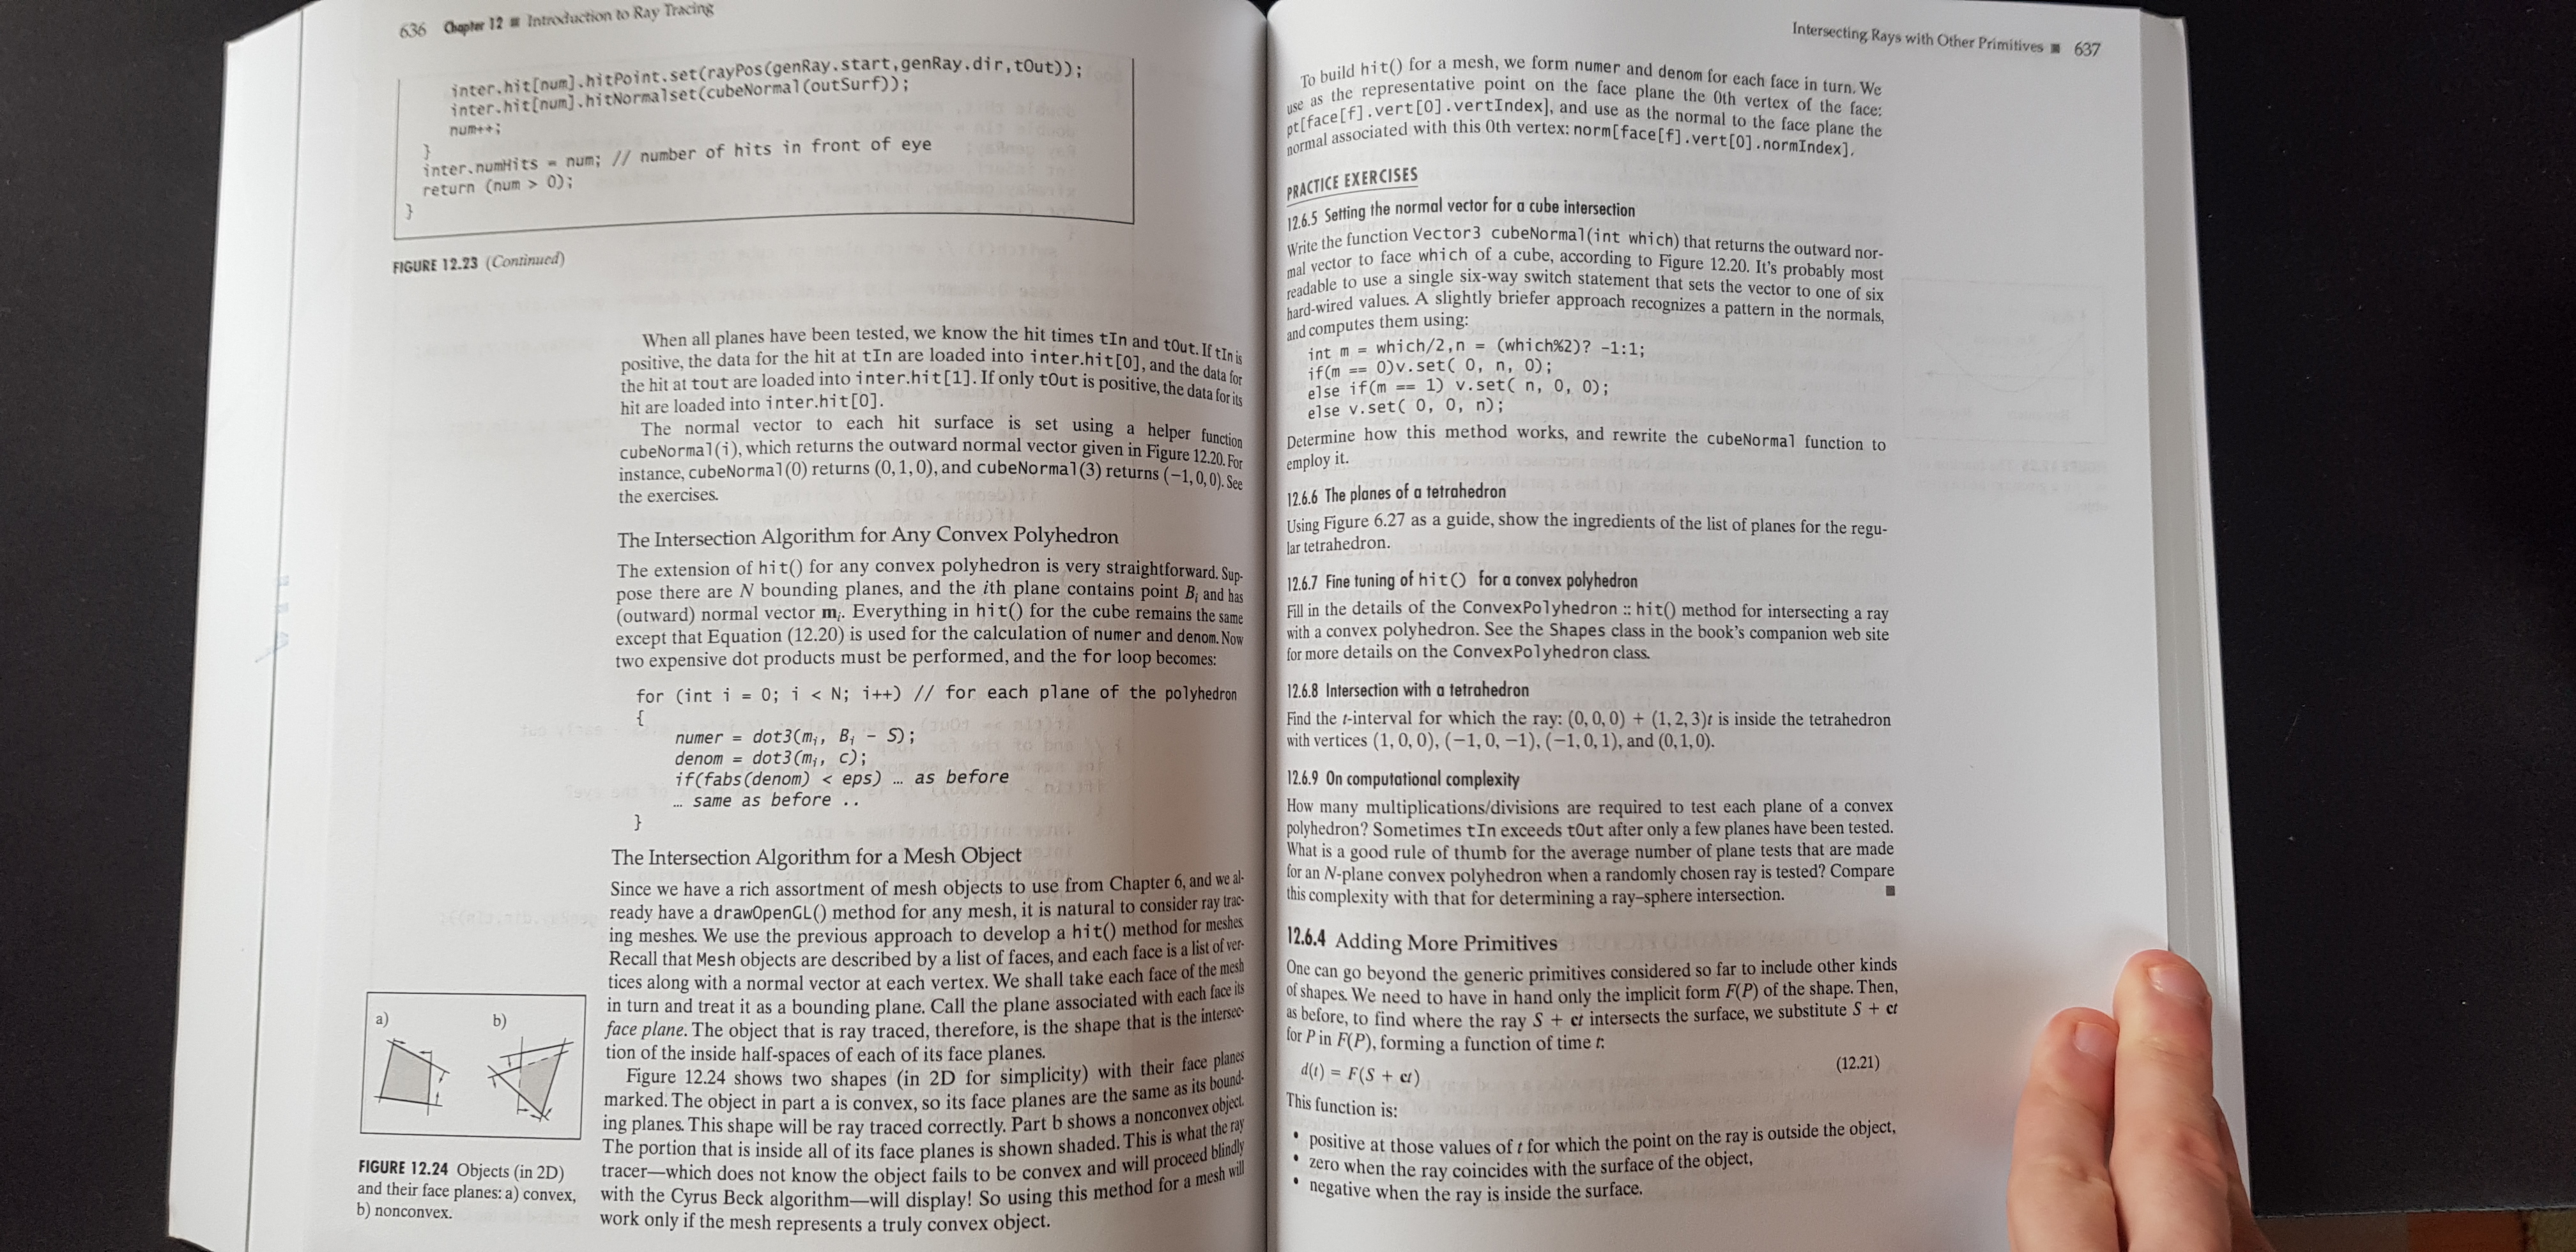 636 Chapter 12 ■ Introduction to Ray Tracing
inter.hit[num].hitPoint.set(rayPos(genRay.start,genRay.dir,tOut));
inter.hit[num].hitNormalset(cubeNormal(outSurf));
num++;
}
inter.numHits = num; // number of hits in front of eye
return (num > 0);
}
FIGURE 12.23 (Continued)
When all planes have been tested, we know the hit times tIn and tOut. If tIn is
positive, the data for the hit at tIn are loaded into inter.hit[0], and the data for
the hit at tout are loaded into inter.hit[1]. If only tOut is positive, the data for its
hit are loaded into inter.hit[0].
The normal vector to each hit surface is set using a helper function
cubeNormal(i), which returns the outward normal vector given in Figure 12.20. For
instance, cubeNormal(0) returns (0, 1, 0), and cubeNormal(3) returns (−1, 0, 0). See
the exercises.
The Intersection Algorithm for Any Convex Polyhedron
The extension of hit() for any convex polyhedron is very straightforward. Sup-
pose there are N bounding planes, and the ith plane contains point Bi and has
(outward) normal vector mi. Everything in hit() for the cube remains the same
except that Equation (12.20) is used for the calculation of numer and denom. Now
two expensive dot products must be performed, and the for loop becomes:
for (int i = 0; i < N; i++) // for each plane of the polyhedron
{
numer = dot3(mi, Bi - S);
denom = dot3(mi, c);
if(fabs(denom) < eps) … as before
… same as before ..
}
The Intersection Algorithm for a Mesh Object
Since we have a rich assortment of mesh objects to use from Chapter 6, and we al-
ready have a drawOpenGL() method for any mesh, it is natural to consider ray trac-
ing meshes. We use the previous approach to develop a hit() method for meshes.
Recall that Mesh objects are described by a list of faces, and each face is a list of ver-
tices along with a normal vector at each vertex. We shall take each face of the mesh
in turn and treat it as a bounding plane. Call the plane associated with each face its
face plane. The object that is ray traced, therefore, is the shape that is the intersec-
tion of the inside half-spaces of each of its face planes.
Figure 12.24 shows two shapes (in 2D for simplicity) with their face planes
marked. The object in part a is convex, so its face planes are the same as its bound-
ing planes. This shape will be ray traced correctly. Part b shows a nonconvex object.
The portion that is inside all of its face planes is shown shaded. This is what the ray
tracer—which does not know the object fails to be convex and will proceed blindly
with the Cyrus Beck algorithm—will display! So using this method for a mesh will
work only if the mesh represents a truly convex object.
a)
b)
FIGURE 12.24 Objects (in 2D)
and their face planes: a) convex,
b) nonconvex.
Intersecting Rays with Other Primitives ■ 637
To build hit() for a mesh, we form numer and denom for each face in turn. We
use as the representative point on the face plane the 0th vertex of the face:
pt[face[f].vert[0].vertIndex], and use as the normal to the face plane the
normal associated with this 0th vertex: norm[face[f].vert[0].normIndex].
PRACTICE EXERCISES
12.6.5 Setting the normal vector for a cube intersection
Write the function Vector3 cubeNormal(int which) that returns the outward nor-
mal vector to face which of a cube, according to Figure 12.20. It's probably most
readable to use a single six-way switch statement that sets the vector to one of six
hard-wired values. A slightly briefer approach recognizes a pattern in the normals,
and computes them using:
int m = which/2,n = (which%2)? -1:1;
if(m == 0)v.set( 0, n, 0);
else if(m == 1) v.set( n, 0, 0);
else v.set( 0, 0, n);
Determine how this method works, and rewrite the cubeNormal function to
employ it.
12.6.6 The planes of a tetrahedron
Using Figure 6.27 as a guide, show the ingredients of the list of planes for the regu-
lar tetrahedron.
12.6.7 Fine tuning of hit() for a convex polyhedron
Fill in the details of the ConvexPolyhedron :: hit() method for intersecting a ray
with a convex polyhedron. See the Shapes class in the book's companion web site
for more details on the ConvexPolyhedron class.
12.6.8 Intersection with a tetrahedron
Find the t-interval for which the ray: (0, 0, 0) + (1, 2, 3)t is inside the tetrahedron
with vertices (1, 0, 0), (−1, 0, −1), (−1, 0, 1), and (0, 1, 0).
12.6.9 On computational complexity
How many multiplications/divisions are required to test each plane of a convex
polyhedron? Sometimes tIn exceeds tOut after only a few planes have been tested.
What is a good rule of thumb for the average number of plane tests that are made
for an N-plane convex polyhedron when a randomly chosen ray is tested? Compare
this complexity with that for determining a ray–sphere intersection. ■
12.6.4 Adding More Primitives
One can go beyond the generic primitives considered so far to include other kinds
of shapes. We need to have in hand only the implicit form F(P) of the shape. Then,
as before, to find where the ray S + ct intersects the surface, we substitute S + ct
for P in F(P), forming a function of time t:
d(t) = F(S + ct) (12.21)
This function is:
• positive at those values of t for which the point on the ray is outside the object,
• zero when the ray coincides with the surface of the object,
• negative when the ray is inside the surface.